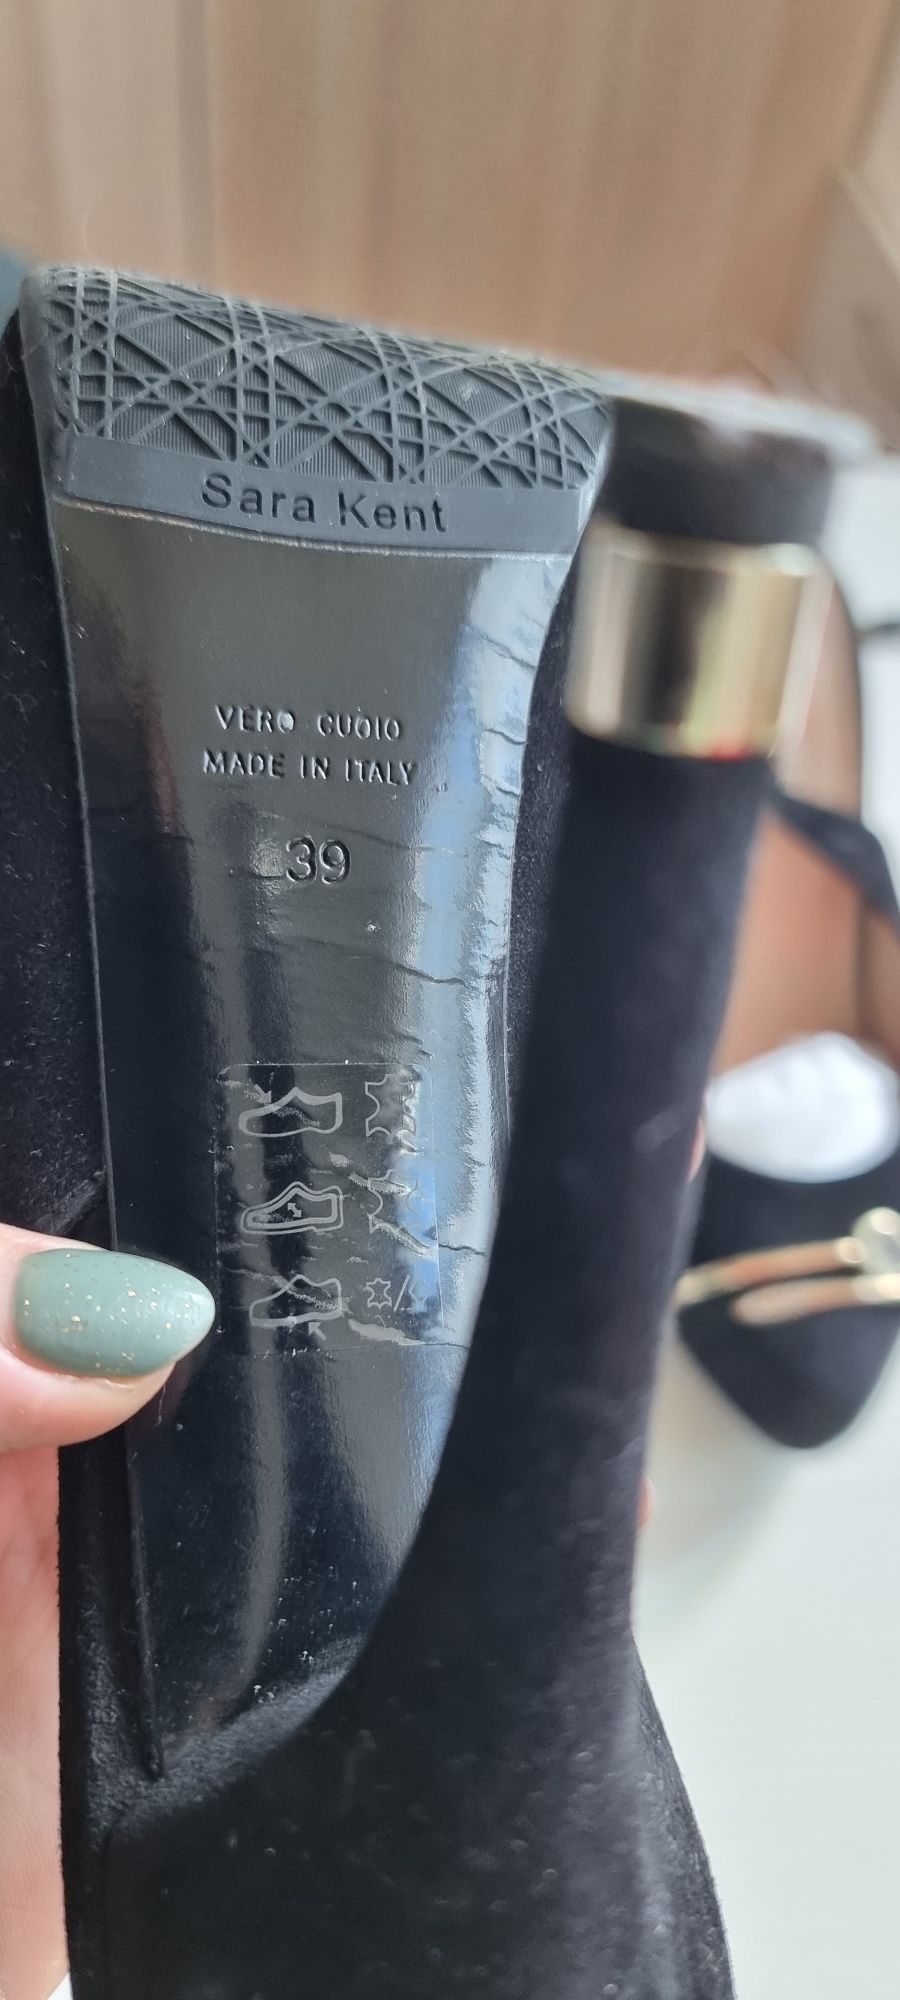 Sara Kent
VERO CUOIO
MADE IN ITALY
39